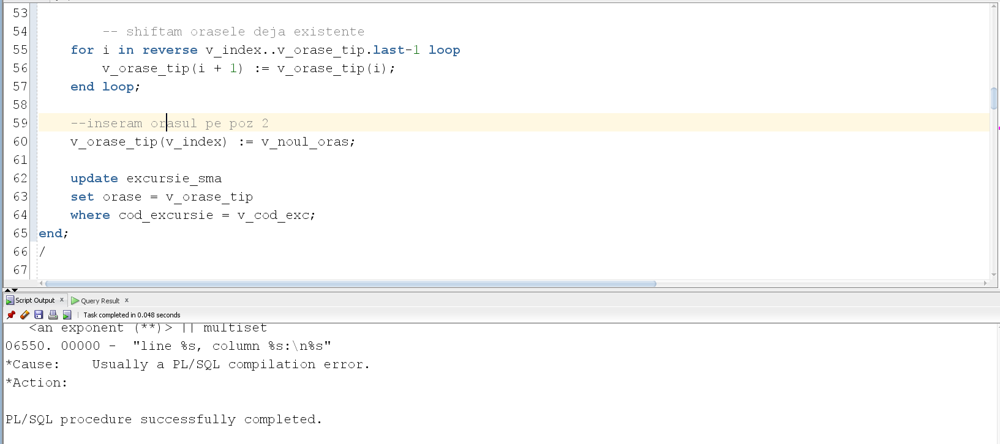 53
54 -- shiftam orasele deja existente
55 for i in reverse v_index..v_orase_tip.last-1 loop
56 v_orase_tip(i + 1) := v_orase_tip(i);
57 end loop;
58
59 --inseram orasul pe poz 2
60 v_orase_tip(v_index) := v_noul_oras;
61
62 update excursie_sma
63 set orase = v_orase_tip
64 where cod_excursie = v_cod_exc;
65 end;
66 /
67
Script Output x Query Result x
Task completed in 0.048 seconds
<an exponent (**)> || multiset
06550. 00000 - "line %s, column %s:\n%s"
*Cause: Usually a PL/SQL compilation error.
*Action:
PL/SQL procedure successfully completed.